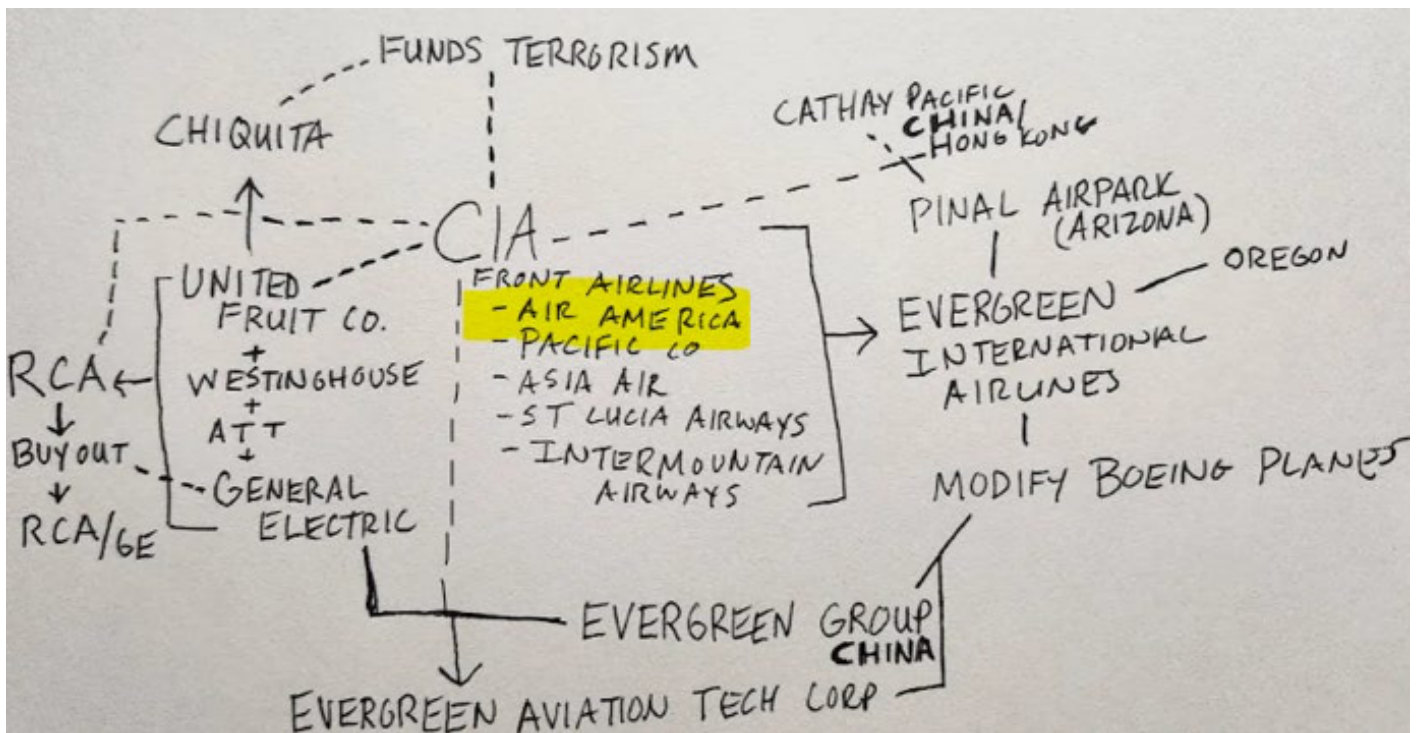 FUNDS TERRORISM
CHIQUITA
CATHAY PACIFIC
CHINA/
HONG KONG
CIA
PINAL AIRPARK
(ARIZONA)
OREGON
UNITED
FRUIT CO.
+
WESTINGHOUSE
+
ATT
+
GENERAL
ELECTRIC
RCA
BUYOUT
RCA/GE
FRONT AIRLINES
- AIR AMERICA
- PACIFIC CO
- ASIA AIR
- ST LUCIA AIRWAYS
- INTERMOUNTAIN
AIRWAYS
EVERGREEN
INTERNATIONAL
AIRLINES
MODIFY BOEING PLANES
EVERGREEN GROUP
CHINA
EVERGREEN AVIATION TECH CORP